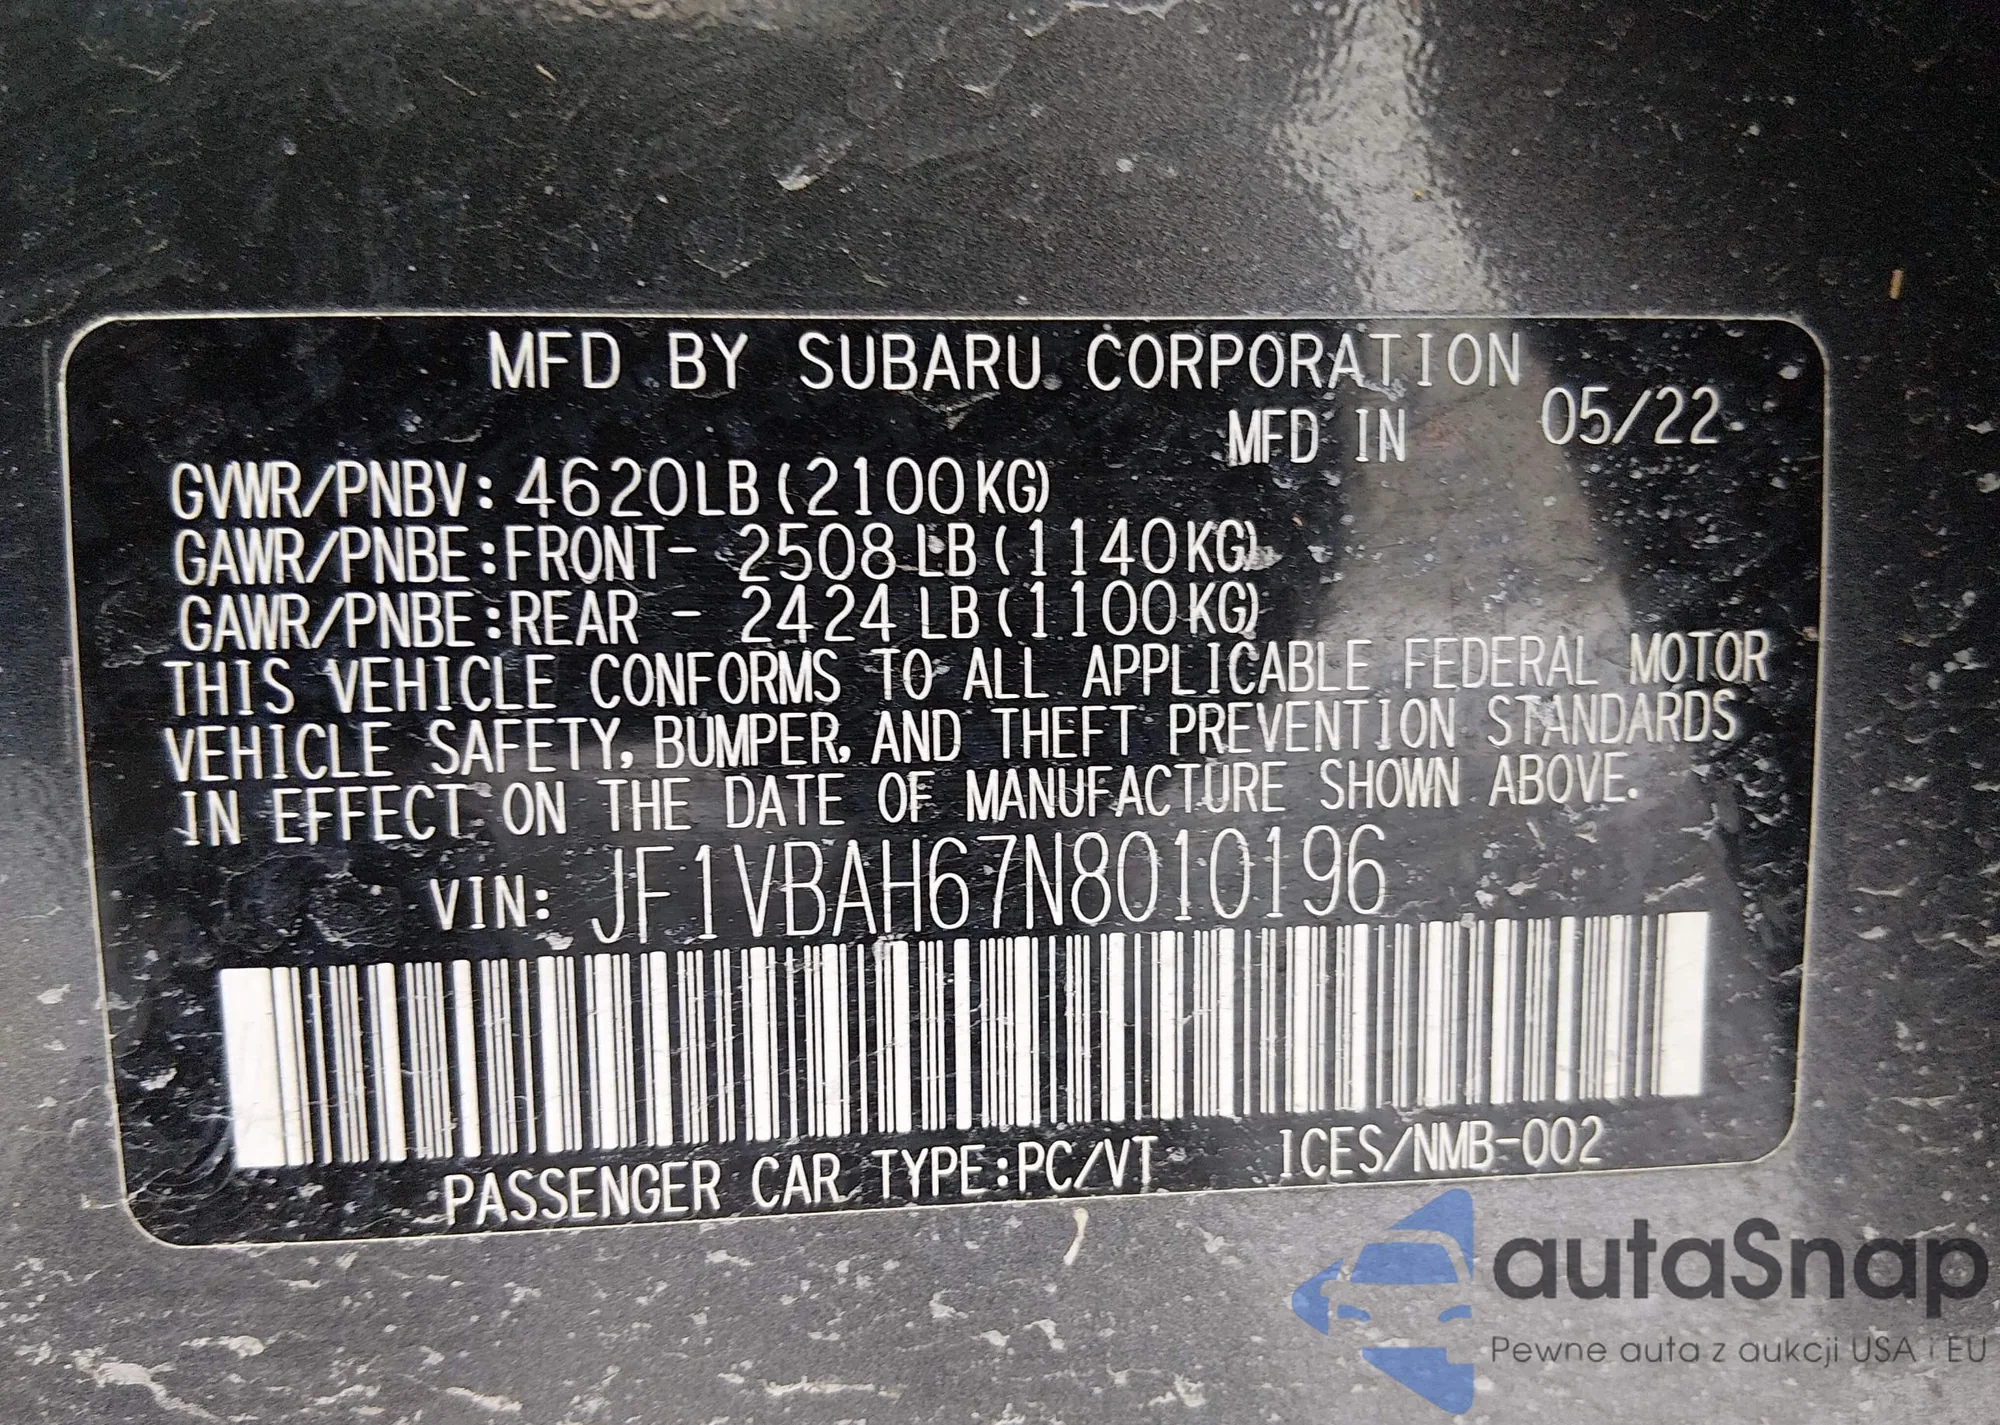 MFD BY SUBARU CORPORATION
MFD IN 05/22
GVWR/PNBV: 4620LB (2100KG)
GAWR/PNBE:FRONT- 2508 LB (1140KG)
GAWR/PNBE:REAR - 2424 LB (1100KG)
THIS VEHICLE CONFORMS TO ALL APPLICABLE FEDERAL MOTOR
VEHICLE SAFETY, BUMPER, AND THEFT PREVENTION STANDARDS
IN EFFECT ON THE DATE OF MANUFACTURE SHOWN ABOVE.
VIN: JF1VBAH67N8010196
PASSENGER CAR TYPE:PC/VT ICES/NMB-002
autaSnap
Pewne auta z aukcji USA i EU